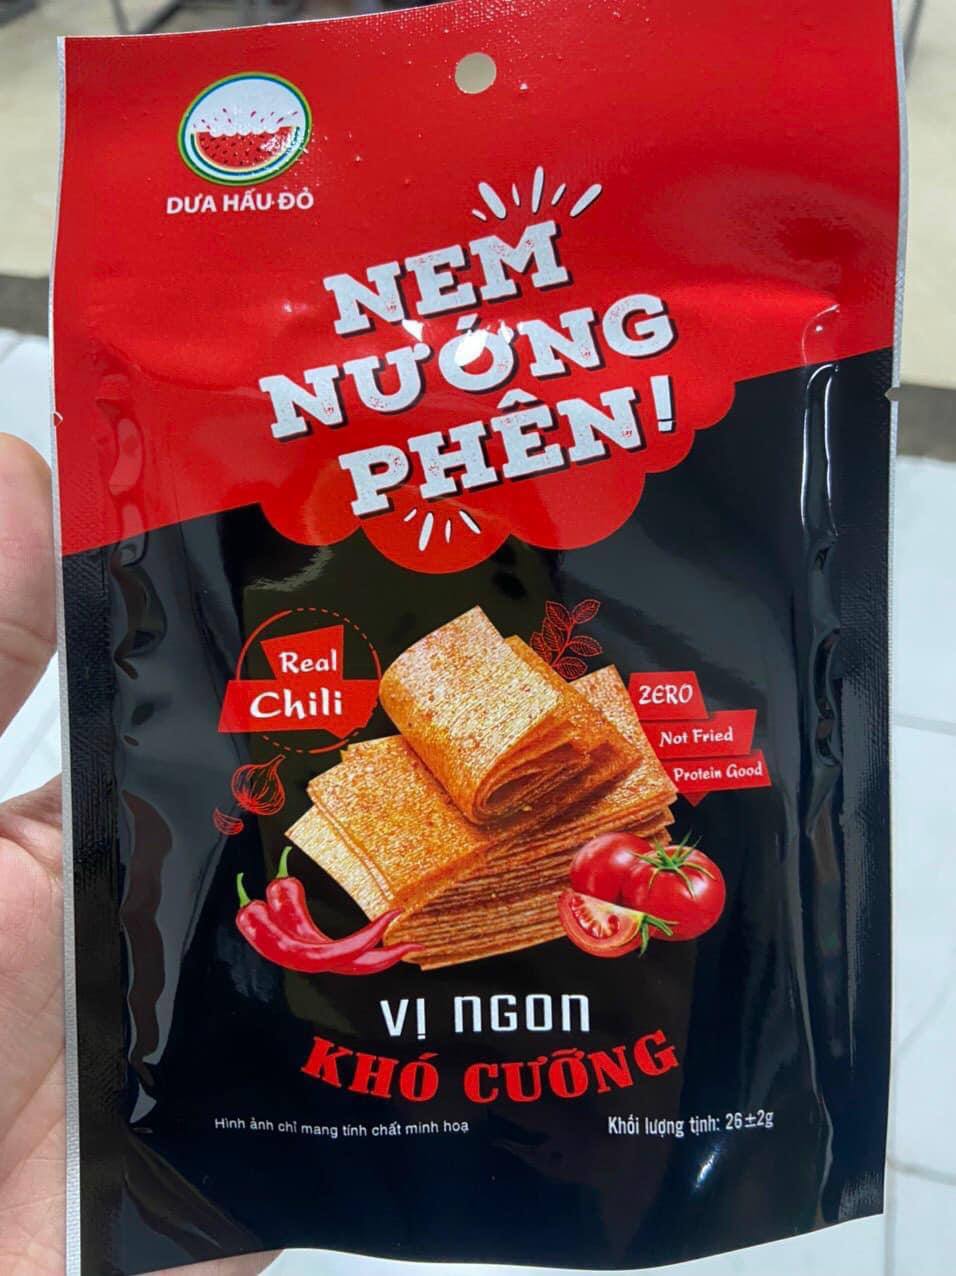 DƯA HẤU ĐỎ
NEM
NƯỚNG
PHÊN!
Real
Chili
ZERO
Not Fried
Protein Good
VỊ NGON
KHÓ CƯỠNG
Hình ảnh chỉ mang tính chất minh hoạ
Khối lượng tịnh: 26±2g